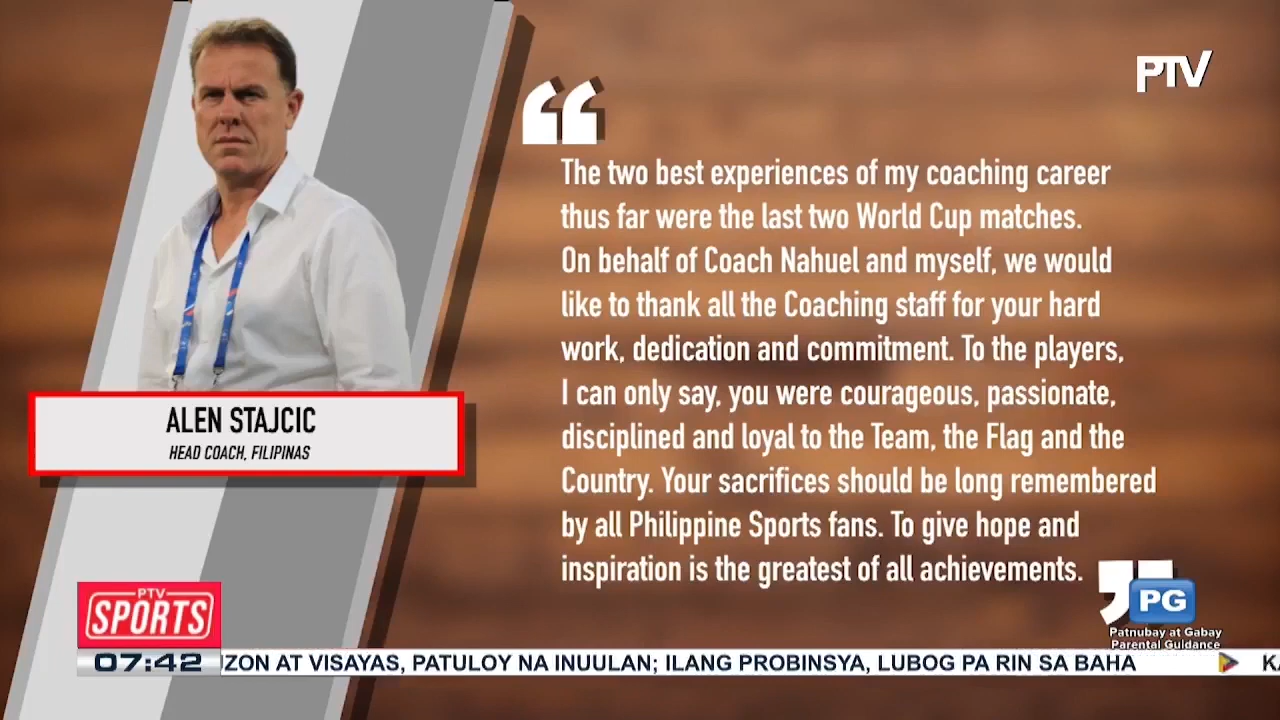 PTV
The two best experiences of my coaching career
thus far were the last two World Cup matches.
On behalf of Coach Nahuel and myself, we would
like to thank all the Coaching staff for your hard
work, dedication and commitment. To the players,
I can only say, you were courageous, passionate,
disciplined and loyal to the Team, the Flag and the
Country. Your sacrifices should be long remembered
by all Philippine Sports fans. To give hope and
inspiration is the greatest of all achievements.
ALEN STAJCIC
HEAD COACH, FILIPINAS
PG
Patnubay at Gabay
Parental Guidance
PTV
SPORTS
07:42
ZON AT VISAYAS, PATULOY NA INUULAN; ILANG PROBINSYA, LUBOG PA RIN SA BAHA